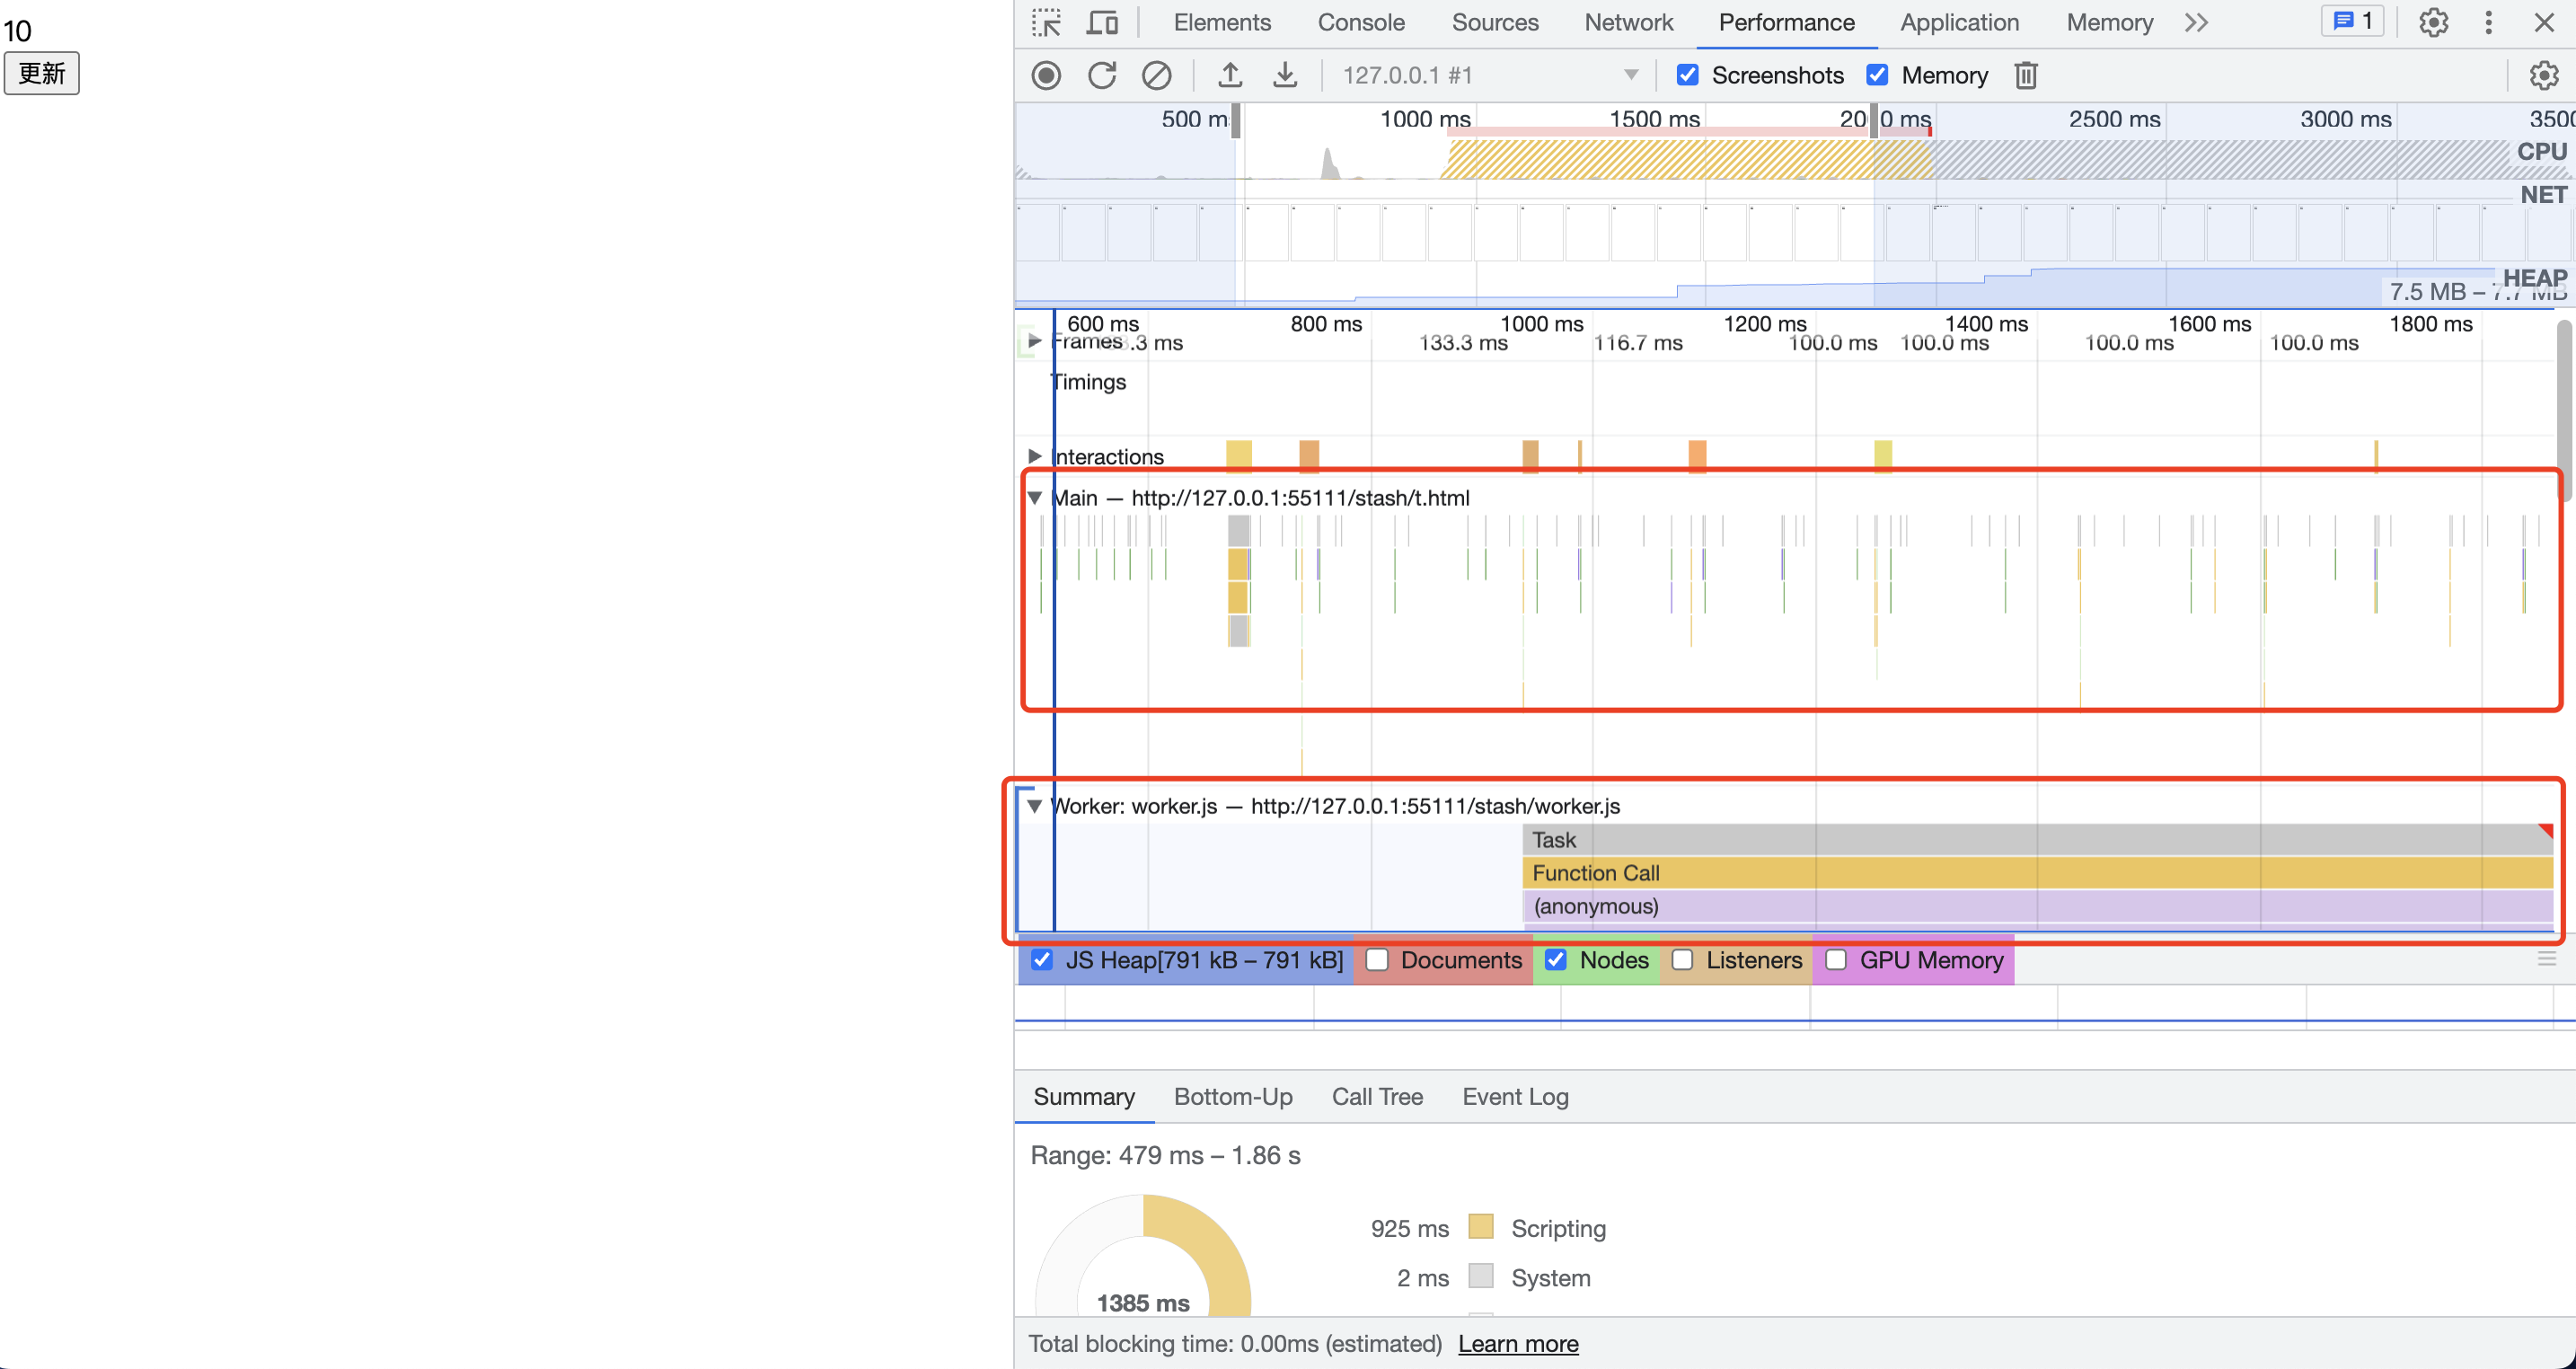 10
更新
Elements Console Sources Network Performance Application Memory 1
127.0.0.1 #1 Screenshots Memory
500 ms 1000 ms 1500 ms 2000 ms 2500 ms 3000 ms
CPU
NET
HEAP
7.5 MB – 7.7 MB
600 ms 800 ms 1000 ms 1200 ms 1400 ms 1600 ms 1800 ms
Frames .3 ms 133.3 ms 116.7 ms 100.0 ms 100.0 ms 100.0 ms 100.0 ms
Timings
Interactions
Main — http://127.0.0.1:55111/stash/t.html
Worker: worker.js — http://127.0.0.1:55111/stash/worker.js
Task
Function Call
(anonymous)
JS Heap[791 kB – 791 kB] Documents Nodes Listeners GPU Memory
Summary Bottom-Up Call Tree Event Log
Range: 479 ms – 1.86 s
925 ms Scripting
2 ms System
1385 ms
Total blocking time: 0.00ms (estimated) Learn more